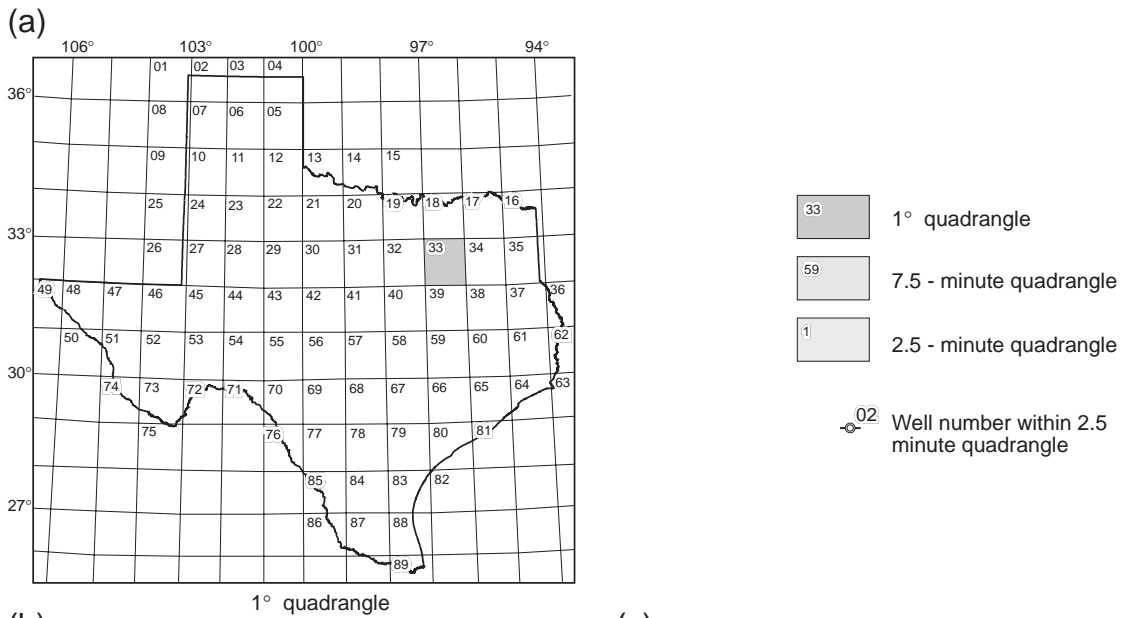 (a)
106° 103° 100° 97° 94°
01 02 03 04
36°
08 07 06 05
09 10 11 12 13 14 15
25 24 23 22 21 20 19 18 17 16
33°
26 27 28 29 30 31 32 33 34 35
49 48 47 46 45 44 43 42 41 40 39 38 37 36
50 51 52 53 54 55 56 57 58 59 60 61 62
30°
74 73 72 71 70 69 68 67 66 65 64 63
75 76 77 78 79 80 81
85 84 83 82
27°
86 87 88
89
1° quadrangle
33 1° quadrangle
59 7.5 - minute quadrangle
1 2.5 - minute quadrangle
02 Well number within 2.5
minute quadrangle